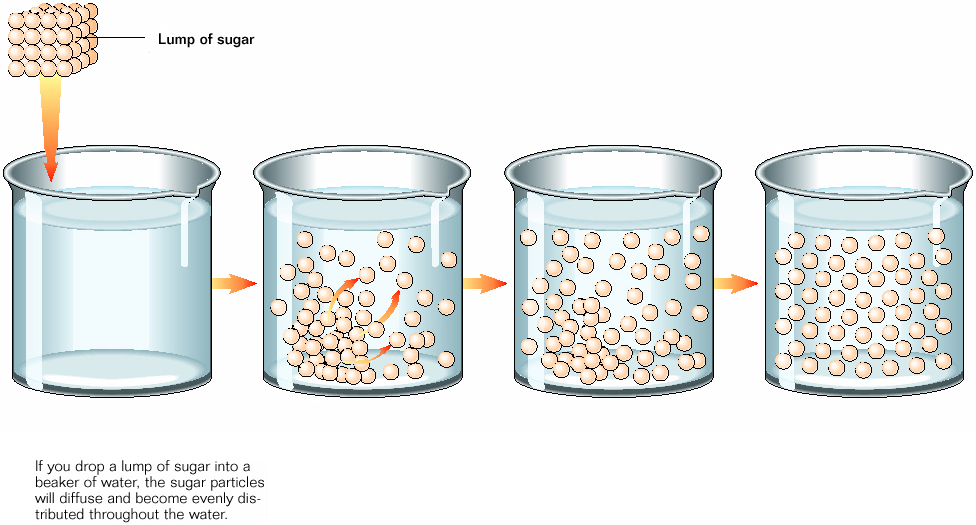 Lump of sugar
If you drop a lump of sugar into a
beaker of water, the sugar particles
will diffuse and become evenly dis-
tributed throughout the water.